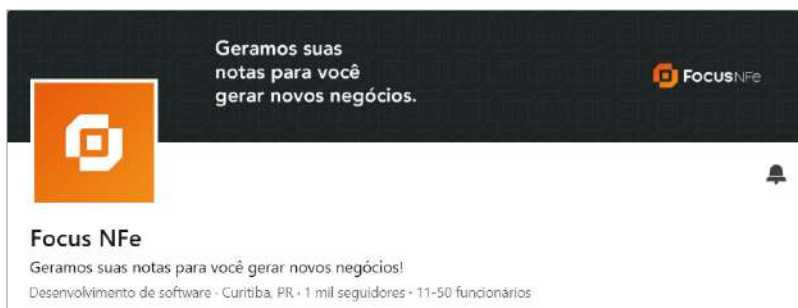 Geramos suas
notas para você
gerar novos negócios.
FOCUSNFe
Focus NFe
Geramos suas notas para você gerar novos negócios!
Desenvolvimento de software · Curitiba, PR · 1 mil seguidores · 11-50 funcionários